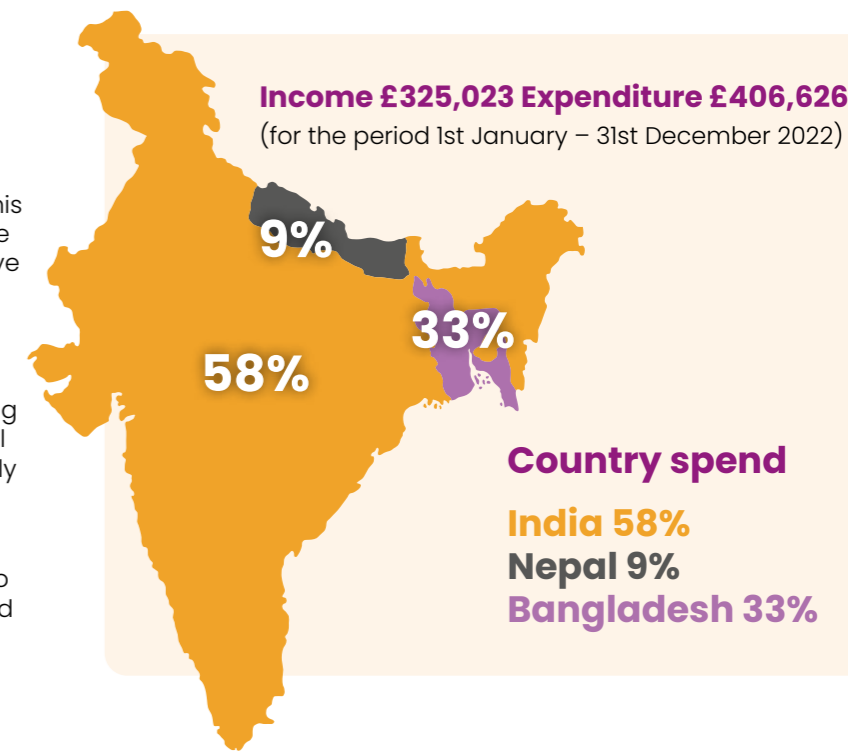 Income £325,023 Expenditure £406,626
(for the period 1st January – 31st December 2022)
9%
33%
58%
Country spend
India 58%
Nepal 9%
Bangladesh 33%